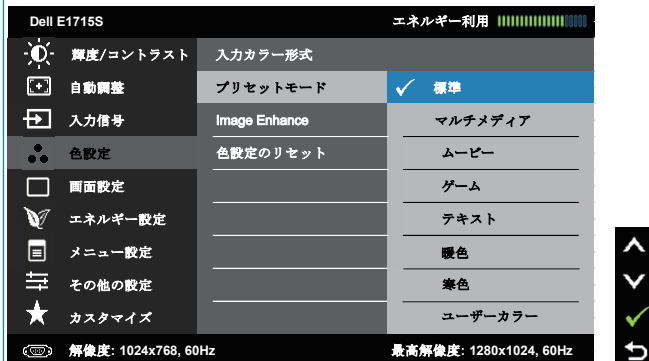 Dell E1715S エネルギー利用
輝度/コントラスト 入力カラー形式
自動調整 プリセットモード 標準
入力信号 Image Enhance マルチメディア
色設定 色設定のリセット ムービー
画面設定 ゲーム
エネルギー設定 テキスト
メニュー設定 暖色
その他の設定 寒色
カスタマイズ ユーザーカラー
解像度: 1024x768, 60Hz 最高解像度: 1280x1024, 60Hz